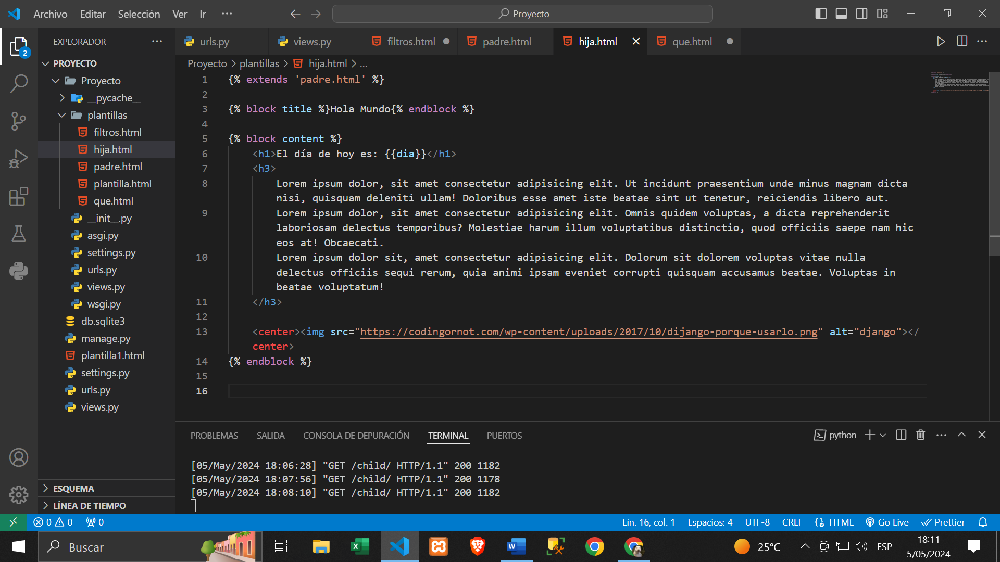 Archivo Editar Selección Ver Ir ... Proyecto
EXPLORADOR ...
urls.py views.py filtros.html padre.html hija.html que.html
PROYECTO
Proyecto
__pycache__
plantillas
filtros.html
hija.html
padre.html
plantilla.html
que.html
__init__.py
asgi.py
settings.py
urls.py
views.py
wsgi.py
db.sqlite3
manage.py
plantilla1.html
settings.py
urls.py
views.py
ESQUEMA
LÍNEA DE TIEMPO
2
Proyecto > plantillas > hija.html > ...
1 {% extends 'padre.html' %}
2
3 {% block title %}Hola Mundo{% endblock %}
4
5 {% block content %}
6 <h1>El día de hoy es: {{dia}}</h1>
7 <h3>
8 Lorem ipsum dolor, sit amet consectetur adipisicing elit. Ut incidunt praesentium unde minus magnam dicta
nisi, quisquam deleniti ullam! Doloribus esse amet iste beatae sint ut tenetur, reiciendis libero aut.
9 Lorem ipsum dolor, sit amet consectetur adipisicing elit. Omnis quidem voluptas, a dicta reprehenderit
laboriosam delectus temporibus? Molestiae harum illum voluptatibus distinctio, quod officiis saepe nam hic
eos at! Obcaecati.
10 Lorem ipsum dolor sit, amet consectetur adipisicing elit. Dolorum sit dolorem voluptas vitae nulla
delectus officiis sequi rerum, quia animi ipsam eveniet corrupti quisquam accusamus beatae. Voluptas in
beatae voluptatum!
11 </h3>
12
13 <center><img src="https://codingornot.com/wp-content/uploads/2017/10/dijango-porque-usarlo.png" alt="django"></
center>
14 {% endblock %}
15
16
PROBLEMAS SALIDA CONSOLA DE DEPURACIÓN TERMINAL PUERTOS python
[05/May/2024 18:06:28] "GET /child/ HTTP/1.1" 200 1182
[05/May/2024 18:07:56] "GET /child/ HTTP/1.1" 200 1178
[05/May/2024 18:08:10] "GET /child/ HTTP/1.1" 200 1182
0 0 0 Lín. 16, col. 1 Espacios: 4 UTF-8 CRLF HTML Go Live Prettier
Buscar 25°C ESP 18:11
5/05/2024